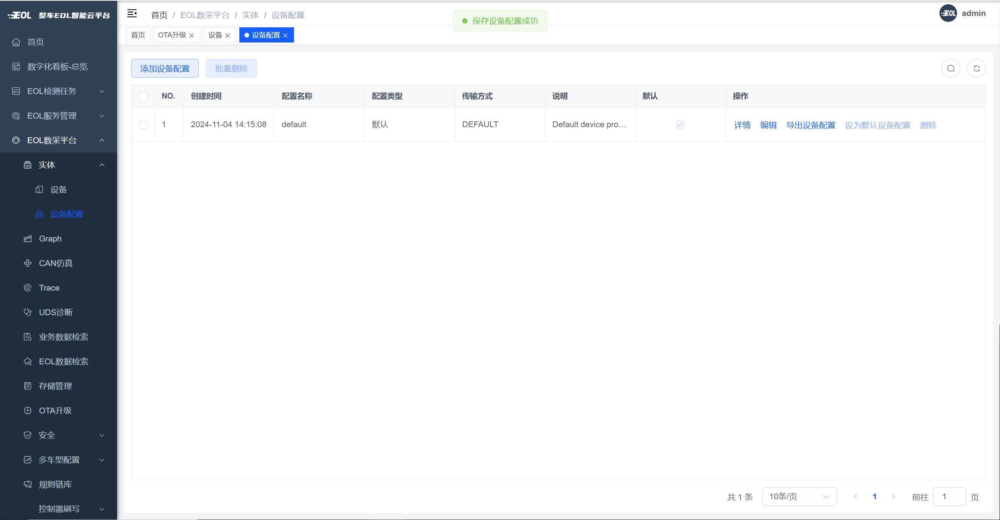 EOL 整车EOL智能云平台
首页
数字化看板-总览
EOL检测任务
EOL服务管理
EOL数采平台
实体
设备
设备配置
Graph
CAN仿真
Trace
UDS诊断
业务数据检索
EOL数据检索
存储管理
OTA升级
安全
多车型配置
规则链库
控制器刷写
首页 / EOL数采平台 / 实体 / 设备配置
保存设备配置成功
EOL admin
首页 OTA升级 设备 设备配置
添加设备配置 批量删除
NO. 创建时间 配置名称 配置类型 传输方式 说明 默认 操作
1 2024-11-04 14:15:08 default 默认 DEFAULT Default device pro... 详情 编辑 导出设备配置 设为默认设备配置 删除
共 1 条 10条/页 1 前往 1 页